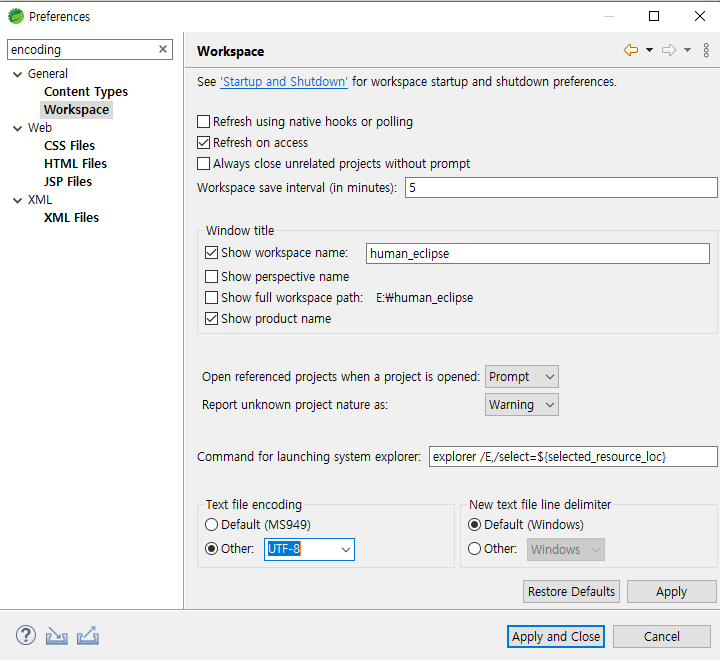 Preferences
encoding
General
Content Types
Workspace
Web
CSS Files
HTML Files
JSP Files
XML
XML Files
Workspace
See 'Startup and Shutdown' for workspace startup and shutdown preferences.
Refresh using native hooks or polling
Refresh on access
Always close unrelated projects without prompt
Workspace save interval (in minutes): 5
Window title
Show workspace name: human_eclipse
Show perspective name
Show full workspace path: E:₩human_eclipse
Show product name
Open referenced projects when a project is opened: Prompt
Report unknown project nature as: Warning
Command for launching system explorer: explorer /E,/select=${selected_resource_loc}
Text file encoding
Default (MS949)
Other: UTF-8
New text file line delimiter
Default (Windows)
Other: Windows
Restore Defaults Apply
Apply and Close Cancel